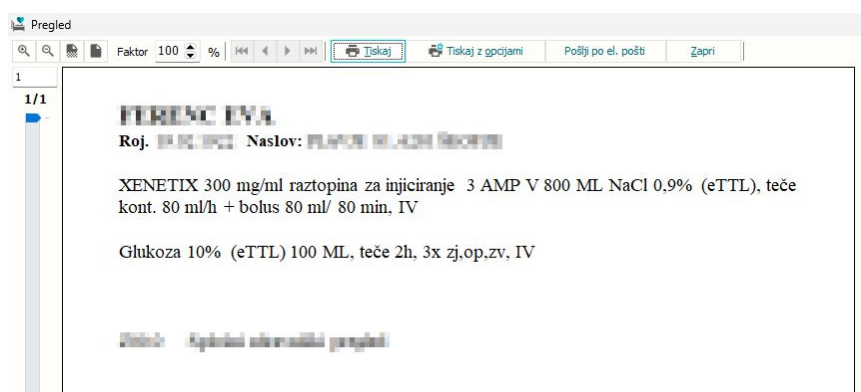 Pregled
Faktor 100 % Tiskaj Tiskaj z opcijami Pošlji po el. pošti Zapri
1
1/1
Roj. Naslov:
XENETIX 300 mg/ml raztopina za injiciranje 3 AMP V 800 ML NaCl 0,9% (eTTL), teče
kont. 80 ml/h + bolus 80 ml/ 80 min, IV
Glukoza 10% (eTTL) 100 ML, teče 2h, 3x zj,op,zv, IV